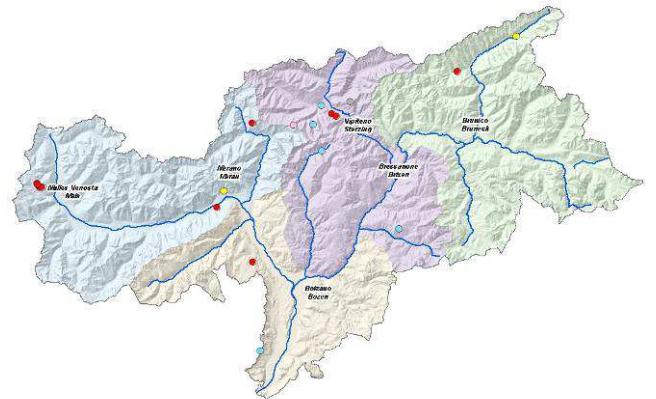 Vipiteno
Sterzing
Brunico
Bruneck
Bressanone
Brixen
Merano
Meran
Malles Venosta
Mals
Bolzano
Bozen